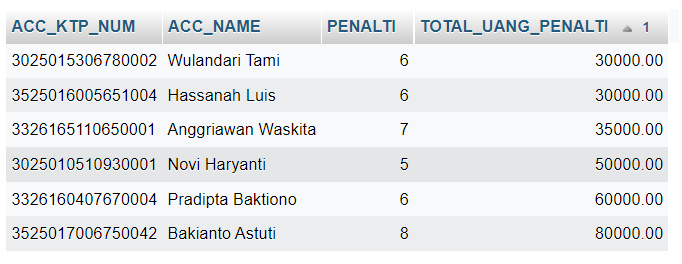 ACC_KTP_NUM ACC_NAME PENALTI TOTAL_UANG_PENALTI 1
3025015306780002 Wulandari Tami 6 30000.00
3525016005651004 Hassanah Luis 6 30000.00
3326165110650001 Anggriawan Waskita 7 35000.00
3025010510930001 Novi Haryanti 5 50000.00
3326160407670004 Pradipta Baktiono 6 60000.00
3525017006750042 Bakianto Astuti 8 80000.00